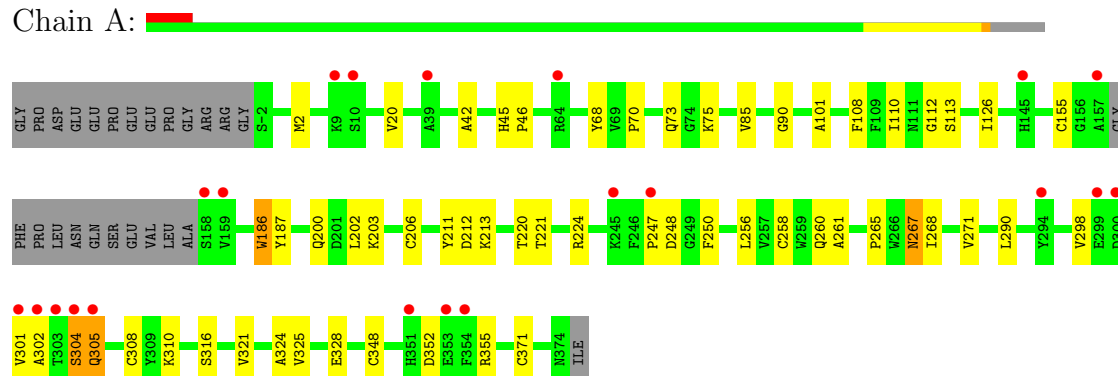 Chain A:
GLY PRO ASP GLU GLU PRO GLU GLU PRO GLY ARG ARG GLY S-2 M2 K9 S10 V20 A39 A42 H45 P46 R64 Y68 V69 P70 Q73 G74 K75 V85 G90 A101 F108 F109 I110 N111 G112 S113 I126 H145 C155 G156 A157 GLY
PHE PRO LEU ASN GLN SER GLU VAL LEU ALA S158 V159 W186 Y187 Q200 D201 L202 K203 C206 Y211 D212 K213 T220 T221 R224 K245 F246 P247 D248 G249 F250 L256 V257 C258 W259 Q260 A261 P265 W266 N267 I268 V271 L290 Y294 V298 E299
V301 A302 T303 S304 Q305 C308 Y309 K310 S316 V321 A324 V325 E328 C348 H351 D352 E353 F354 R355 C371 N374 ILE